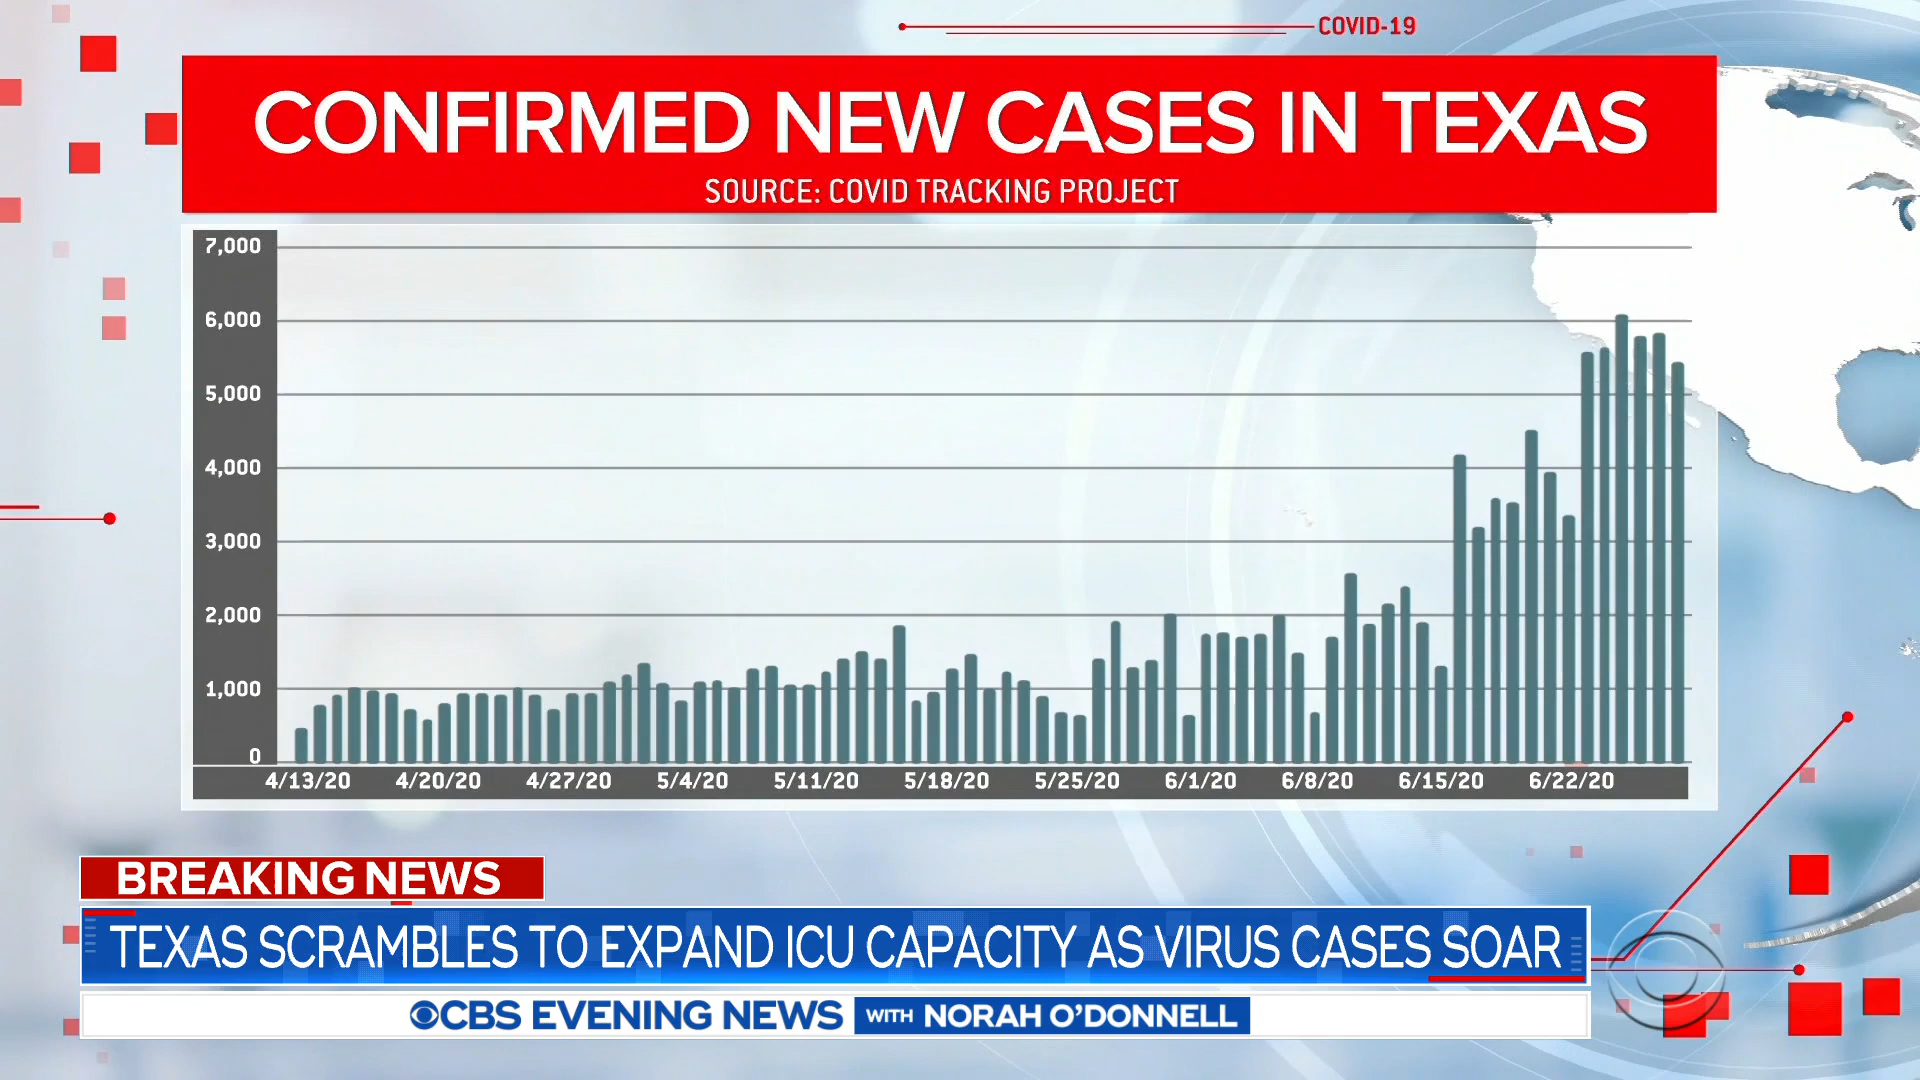 COVID-19
CONFIRMED NEW CASES IN TEXAS
SOURCE: COVID TRACKING PROJECT
7,000
6,000
5,000
4,000
3,000
2,000
1,000
0
4/13/20 4/20/20 4/27/20 5/4/20 5/11/20 5/18/20 5/25/20 6/1/20 6/8/20 6/15/20 6/22/20
BREAKING NEWS
TEXAS SCRAMBLES TO EXPAND ICU CAPACITY AS VIRUS CASES SOAR
CBS EVENING NEWS WITH NORAH O'DONNELL